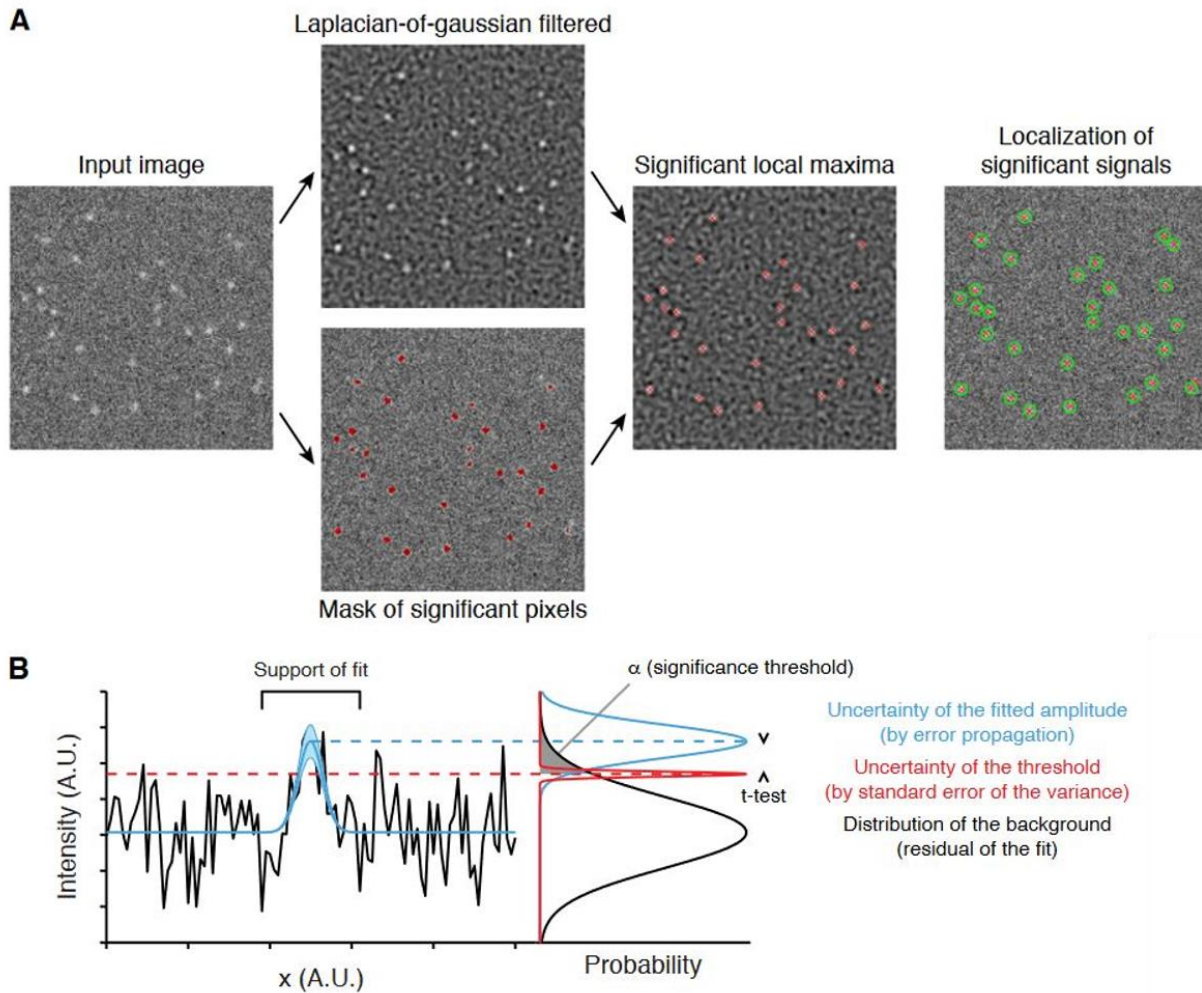 A
Laplacian-of-gaussian filtered
Input image
Significant local maxima
Localization of
significant signals
Mask of significant pixels
B
Support of fit
α (significance threshold)
Intensity (A.U.)
x (A.U.)
Probability
t-test
Uncertainty of the fitted amplitude
(by error propagation)
Uncertainty of the threshold
(by standard error of the variance)
Distribution of the background
(residual of the fit)